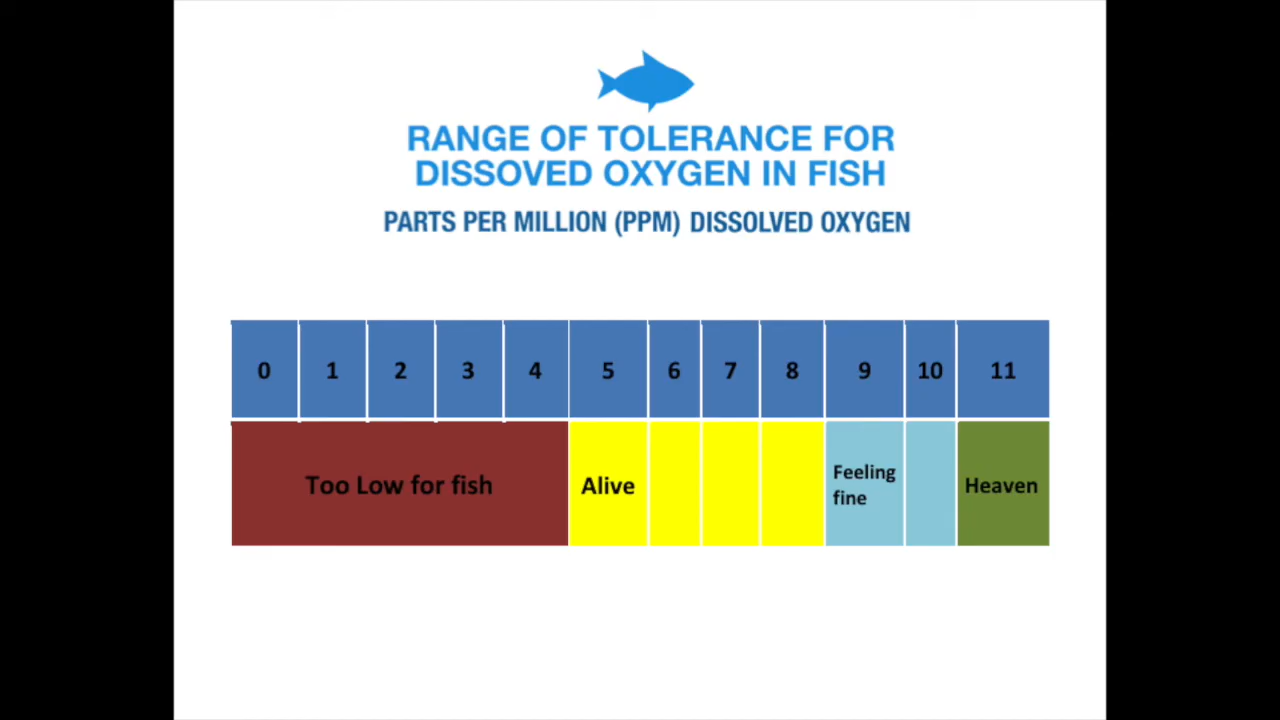 RANGE OF TOLERANCE FOR
DISSOVED OXYGEN IN FISH
PARTS PER MILLION (PPM) DISSOLVED OXYGEN
0 1 2 3 4 5 6 7 8 9 10 11
Too Low for fish
Alive
Feeling
fine
Heaven